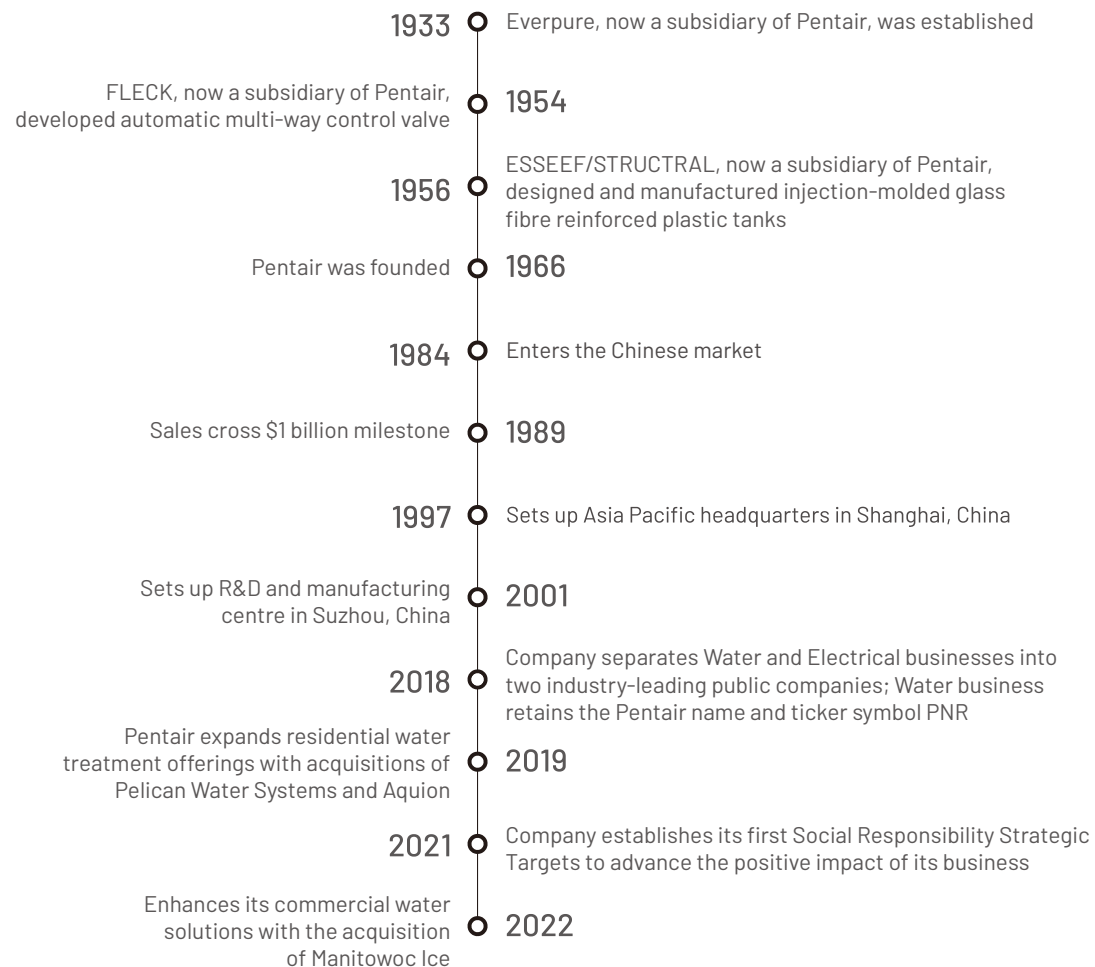 1933
Everpure, now a subsidiary of Pentair, was established
FLECK, now a subsidiary of Pentair,
developed automatic multi-way control valve
1954
1956
ESSEEF/STRUCTRAL, now a subsidiary of Pentair,
designed and manufactured injection-molded glass
fibre reinforced plastic tanks
Pentair was founded
1966
1984
Enters the Chinese market
Sales cross $1 billion milestone
1989
1997
Sets up Asia Pacific headquarters in Shanghai, China
Sets up R&D and manufacturing
centre in Suzhou, China
2001
2018
Company separates Water and Electrical businesses into
two industry-leading public companies; Water business
retains the Pentair name and ticker symbol PNR
Pentair expands residential water
treatment offerings with acquisitions of
Pelican Water Systems and Aquion
2019
2021
Company establishes its first Social Responsibility Strategic
Targets to advance the positive impact of its business
Enhances its commercial water
solutions with the acquisition
of Manitowoc Ice
2022